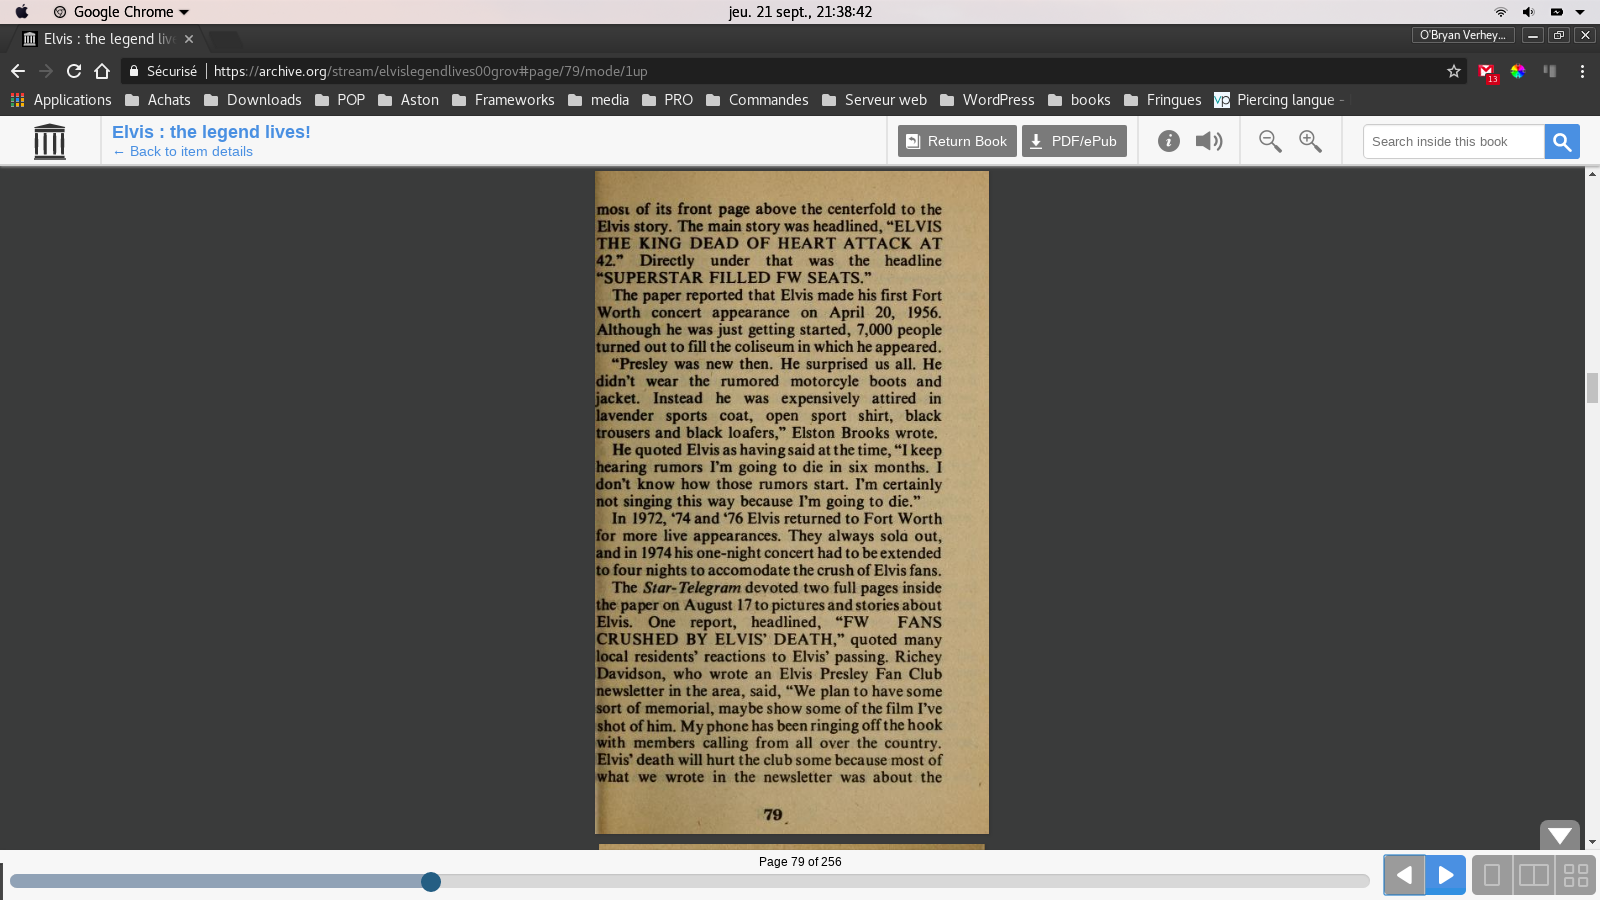 Google Chrome
jeu. 21 sept., 21:38:42
Elvis : the legend live
O'Bryan Verhey...
Sécurisé
https://archive.org/stream/elvislegendlives00grov#page/79/mode/1up
13
Applications Achats Downloads POP Aston Frameworks media PRO Commandes Serveur web WordPress books Fringues vp Piercing langue -
Elvis : the legend lives!
← Back to item details
Return Book
PDF/ePub
Search inside this book
most of its front page above the centerfold to the
Elvis story. The main story was headlined, “ELVIS
THE KING DEAD OF HEART ATTACK AT
42.” Directly under that was the headline
“SUPERSTAR FILLED FW SEATS.”
The paper reported that Elvis made his first Fort
Worth concert appearance on April 20, 1956.
Although he was just getting started, 7,000 people
turned out to fill the coliseum in which he appeared.
“Presley was new then. He surprised us all. He
didn’t wear the rumored motorcyle boots and
jacket. Instead he was expensively attired in
lavender sports coat, open sport shirt, black
trousers and black loafers,” Elston Brooks wrote.
He quoted Elvis as having said at the time, “I keep
hearing rumors I’m going to die in six months. I
don’t know how those rumors start. I’m certainly
not singing this way because I’m going to die.”
In 1972, ‘74 and ‘76 Elvis returned to Fort Worth
for more live appearances. They always sold out,
and in 1974 his one-night concert had to be extended
to four nights to accomodate the crush of Elvis fans.
The Star-Telegram devoted two full pages inside
the paper on August 17 to pictures and stories about
Elvis. One report, headlined, “FW FANS
CRUSHED BY ELVIS’ DEATH,” quoted many
local residents’ reactions to Elvis’ passing. Richey
Davidson, who wrote an Elvis Presley Fan Club
newsletter in the area, said, “We plan to have some
sort of memorial, maybe show some of the film I’ve
shot of him. My phone has been ringing off the hook
with members calling from all over the country.
Elvis’ death will hurt the club some because most of
what we wrote in the newsletter was about the
79
Page 79 of 256